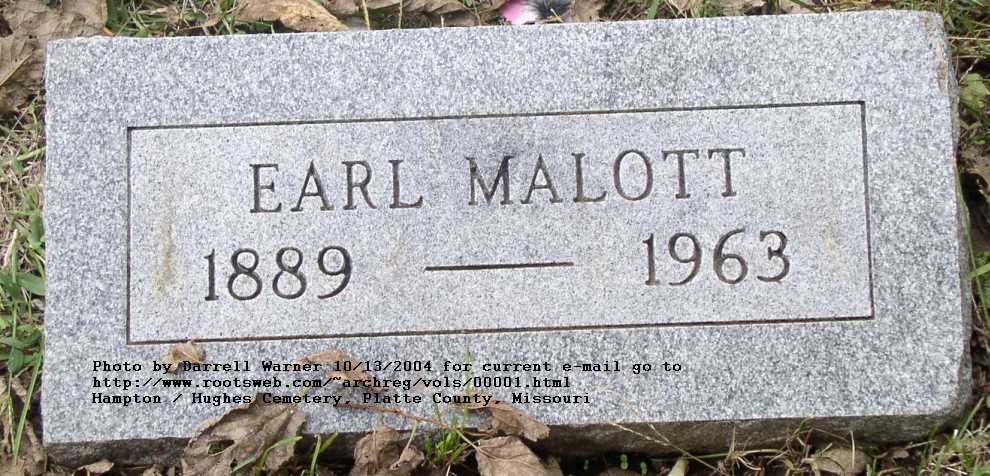 EARL MALOTT
1889 — 1963
Photo by Darrell Warner 10/13/2004 for current e-mail go to
http://www.rootsweb.com/~archreg/vols/00001.html
Hampton / Hughes Cemetery, Platte County, Missouri